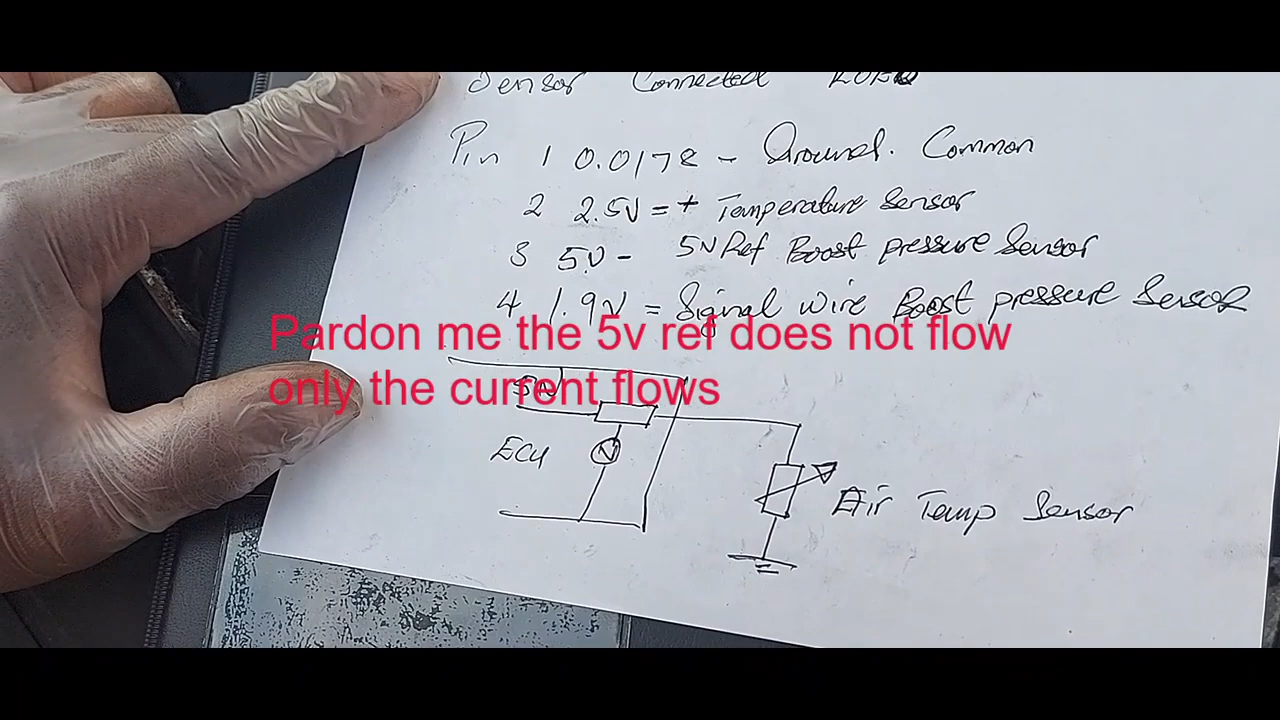 Sensor Connected
Pin 1 0.0178 - Ground. Common
2 2.5V = + Temperature Sensor
3 5.V - 5V Ref Boost pressure Sensor
4 1.9V = Signal wire Boost pressure Sensor
Pardon me the 5v ref does not flow
only the current flows
5V
ECU
V
Air Temp Sensor